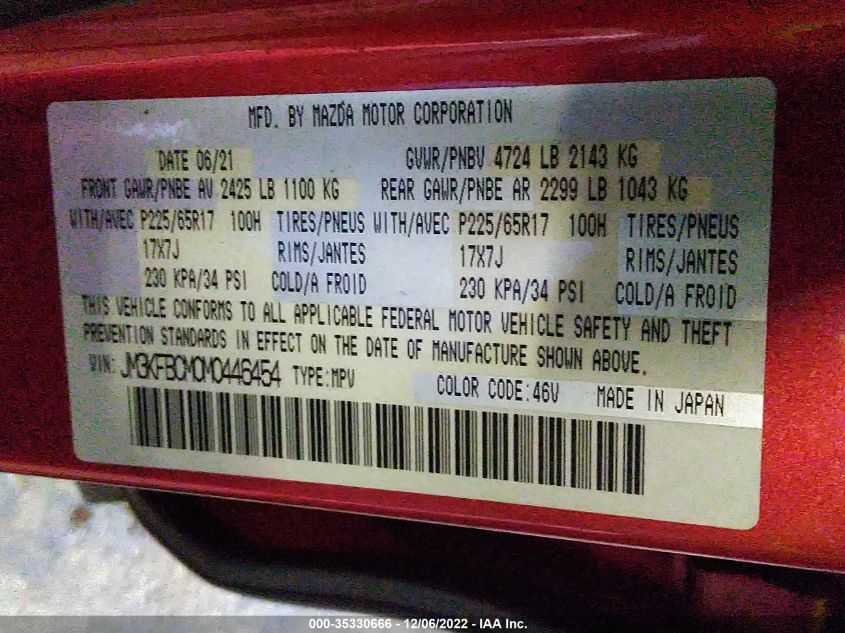 MFD. BY MAZDA MOTOR CORPORATION
DATE 06/21 GVWR/PNBV 4724 LB 2143 KG
FRONT GAWR/PNBE AV 2425 LB 1100 KG REAR GAWR/PNBE AR 2299 LB 1043 KG
WITH/AVEC P225/65R17 100H TIRES/PNEUS WITH/AVEC P225/65R17 100H TIRES/PNEUS
17X7J RIMS/JANTES 17X7J RIMS/JANTES
230 KPA/34 PSI COLD/A FROID 230 KPA/34 PSI COLD/A FROID
THIS VEHICLE CONFORMS TO ALL APPLICABLE FEDERAL MOTOR VEHICLE SAFETY AND THEFT
PREVENTION STANDARDS IN EFFECT ON THE DATE OF MANUFACTURE SHOWN ABOVE.
VIN: JM3KFBCM0M0446454 TYPE:MPV COLOR CODE:46V MADE IN JAPAN
000-35330666 - 12/06/2022 - IAA Inc.